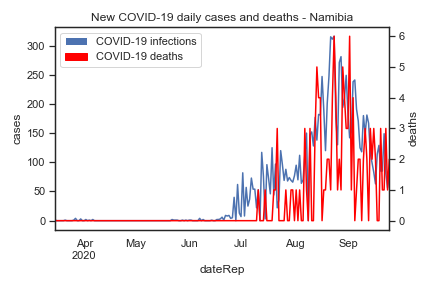 New COVID-19 daily cases and deaths - Namibia
COVID-19 infections
COVID-19 deaths
cases
300
250
200
150
100
50
0
deaths
6
5
4
3
2
1
0
Apr
2020
May
Jun
Jul
Aug
Sep
dateRep